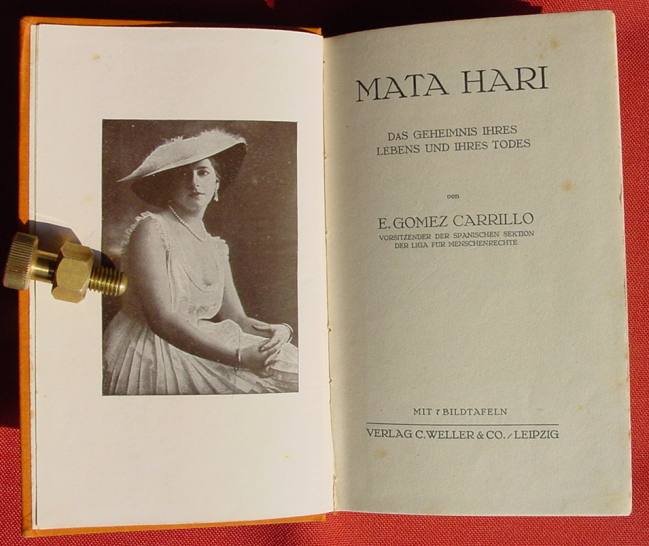 MATA HARI
DAS GEHEIMNIS IHRES
LEBENS UND IHRES TODES
von
E. GOMEZ CARRILLO
VORSITZENDER DER SPANISCHEN SEKTION
DER LIGA FÜR MENSCHENRECHTE
MIT 7 BILDTAFELN
VERLAG C. WELLER & CO. / LEIPZIG